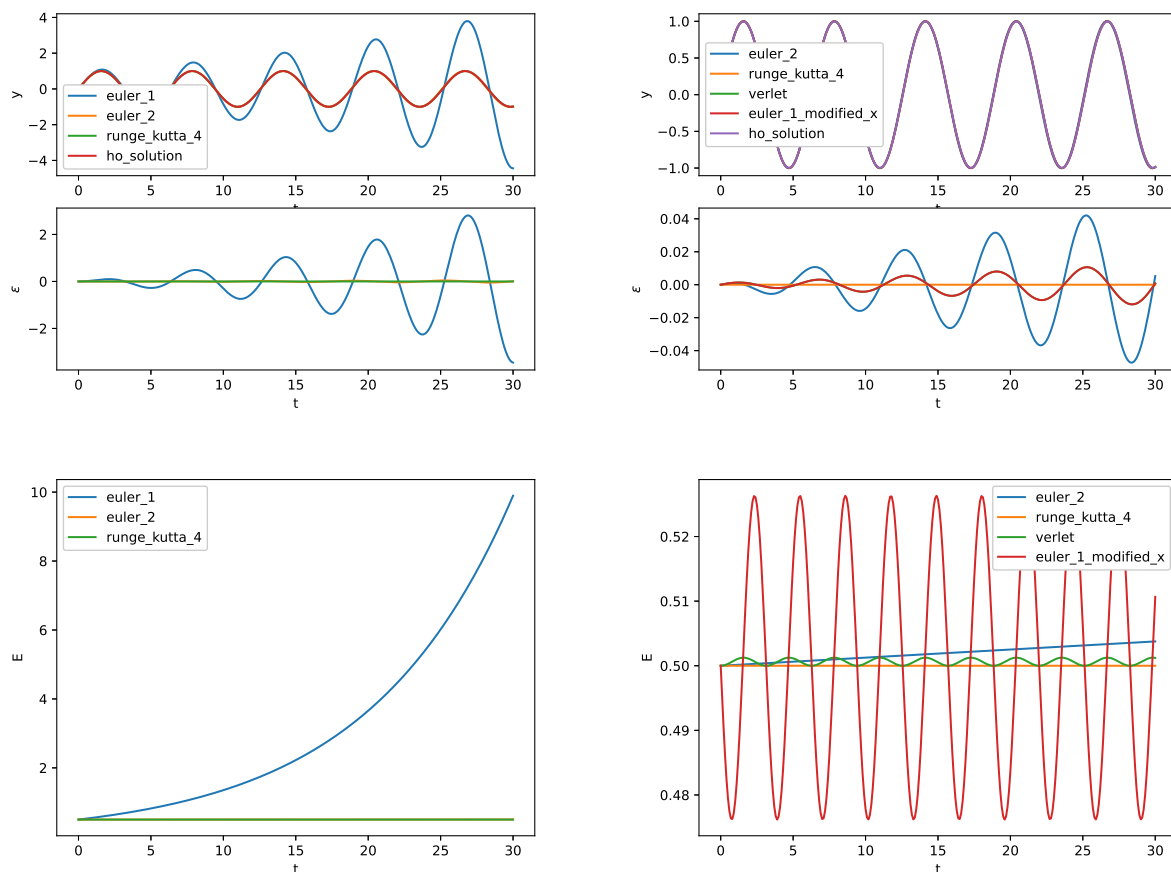 y
4
2
0
−2
−4
euler_1
euler_2
runge_kutta_4
ho_solution
0 5 10 15 20 25 30
ε
2
0
−2
0 5 10 15 20 25 30
t
y
1.0
0.5
0.0
−0.5
−1.0
euler_2
runge_kutta_4
verlet
euler_1_modified_x
ho_solution
0 5 10 15 20 25 30
ε
0.04
0.02
0.00
−0.02
−0.04
0 5 10 15 20 25 30
t
E
10
8
6
4
2
euler_1
euler_2
runge_kutta_4
0 5 10 15 20 25 30
t
E
0.52
0.51
0.50
0.49
0.48
euler_2
runge_kutta_4
verlet
euler_1_modified_x
0 5 10 15 20 25 30
t